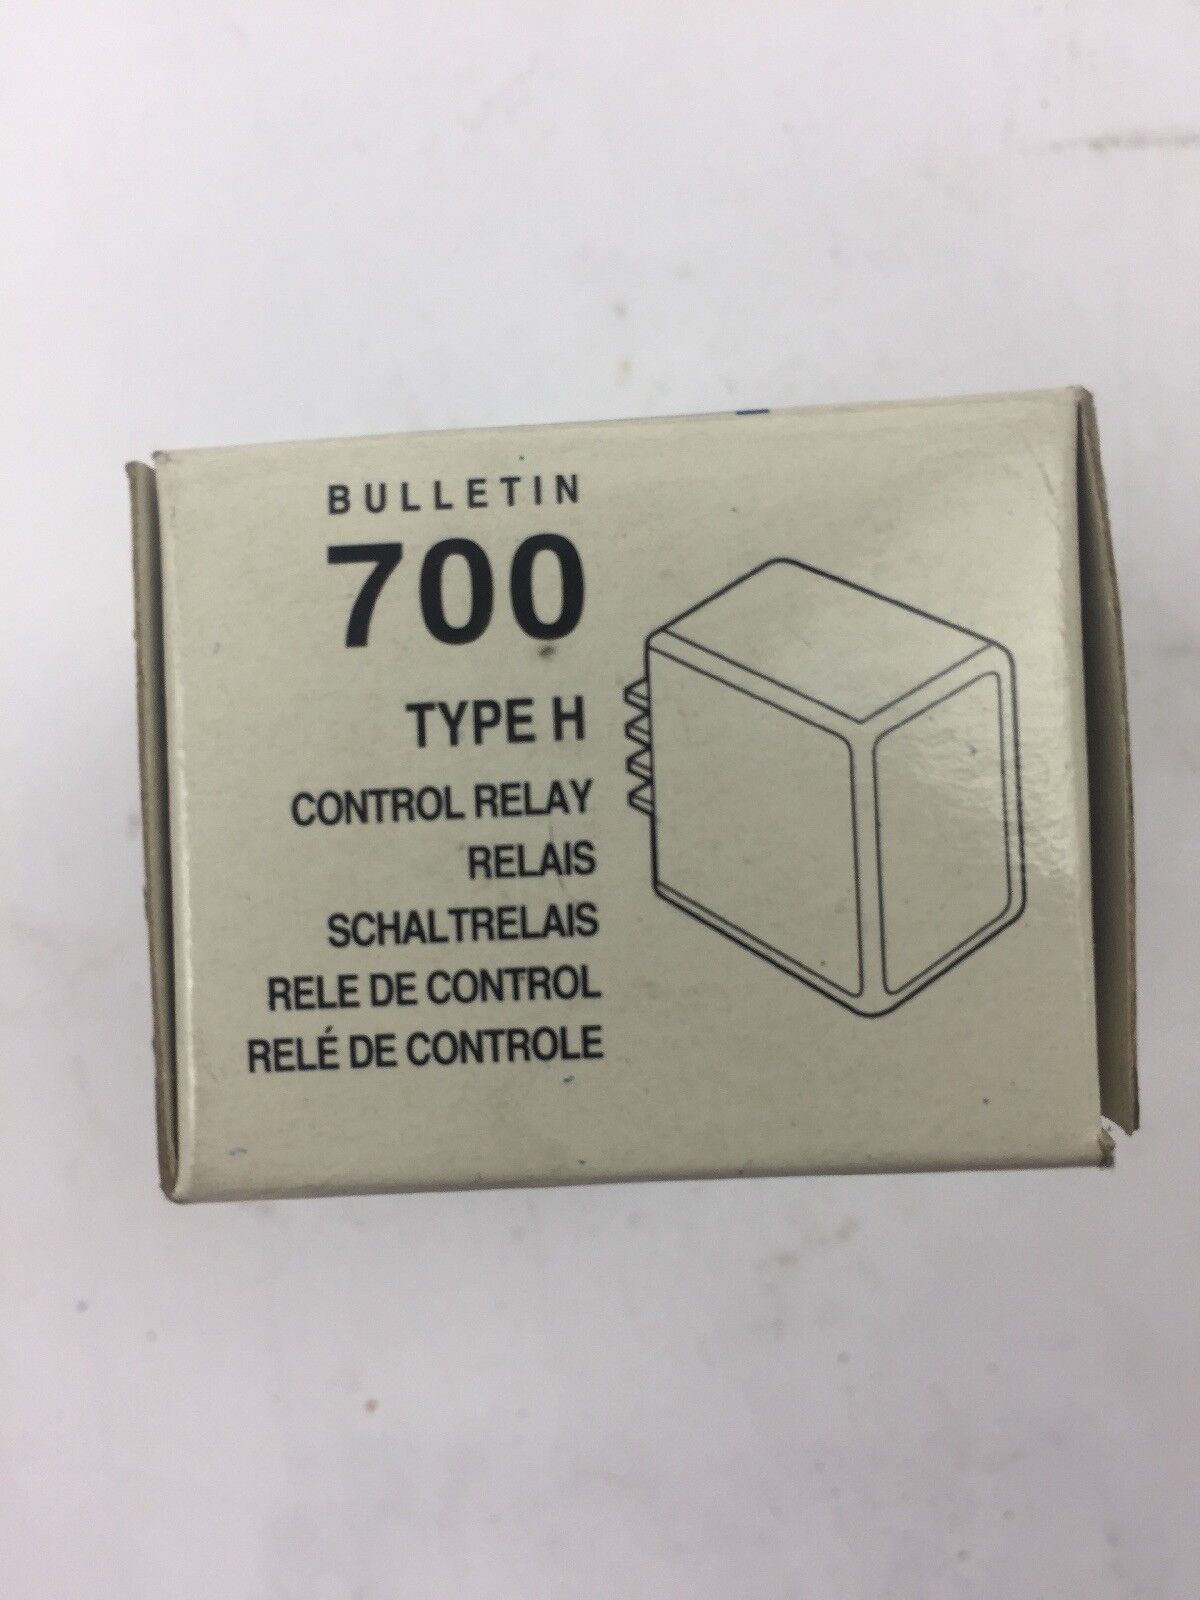 BULLETIN
700
TYPE H
CONTROL RELAY
RELAIS
SCHALTRELAIS
RELE DE CONTROL
RELÉ DE CONTROLE